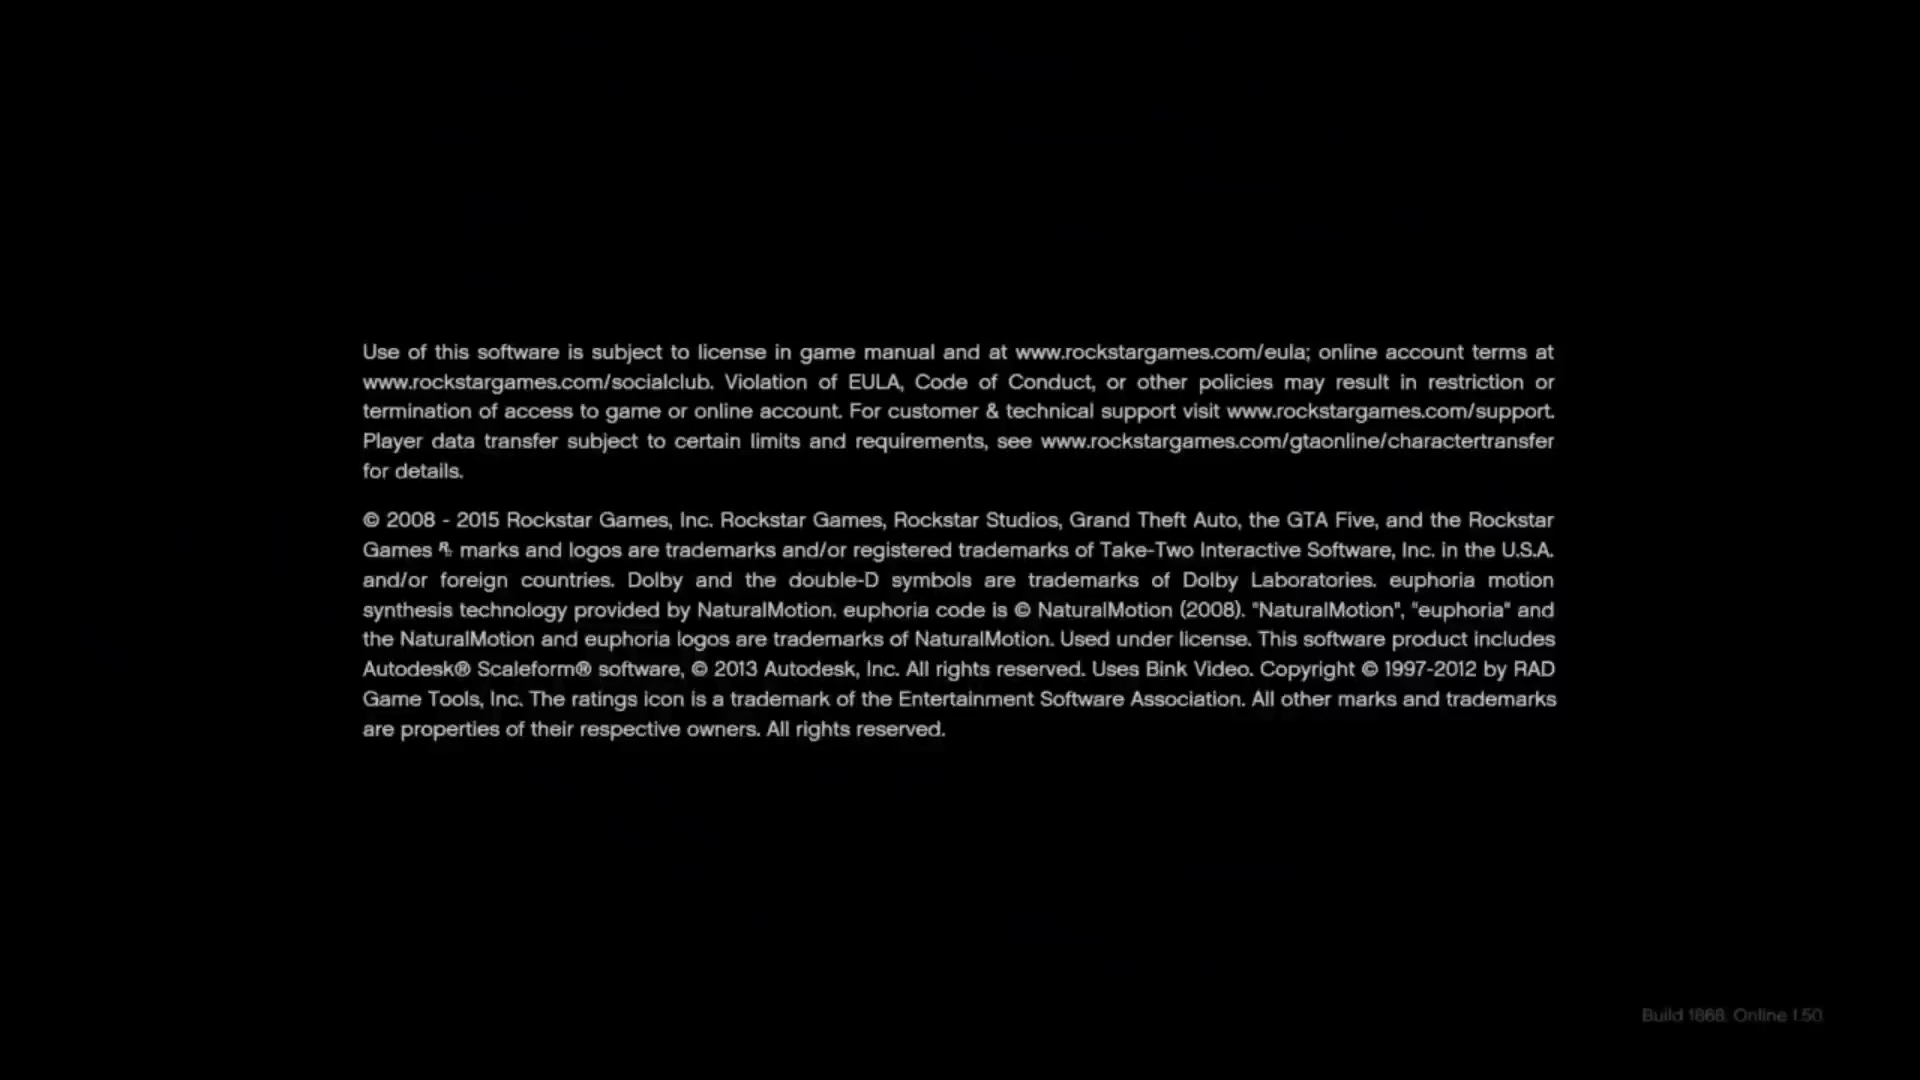 Use of this software is subject to license in game manual and at www.rockstargames.com/eula; online account terms at
www.rockstargames.com/socialclub. Violation of EULA, Code of Conduct, or other policies may result in restriction or
termination of access to game or online account. For customer & technical support visit www.rockstargames.com/support.
Player data transfer subject to certain limits and requirements, see www.rockstargames.com/gtaonline/charactertransfer
for details.
© 2008 - 2015 Rockstar Games, Inc. Rockstar Games, Rockstar Studios, Grand Theft Auto, the GTA Five, and the Rockstar
Games R* marks and logos are trademarks and/or registered trademarks of Take-Two Interactive Software, Inc. in the U.S.A.
and/or foreign countries. Dolby and the double-D symbols are trademarks of Dolby Laboratories. euphoria motion
synthesis technology provided by NaturalMotion. euphoria code is © NaturalMotion (2008). "NaturalMotion", "euphoria" and
the NaturalMotion and euphoria logos are trademarks of NaturalMotion. Used under license. This software product includes
Autodesk® Scaleform® software, © 2013 Autodesk, Inc. All rights reserved. Uses Bink Video. Copyright © 1997-2012 by RAD
Game Tools, Inc. The ratings icon is a trademark of the Entertainment Software Association. All other marks and trademarks
are properties of their respective owners. All rights reserved.
Build 1868, Online 1.50